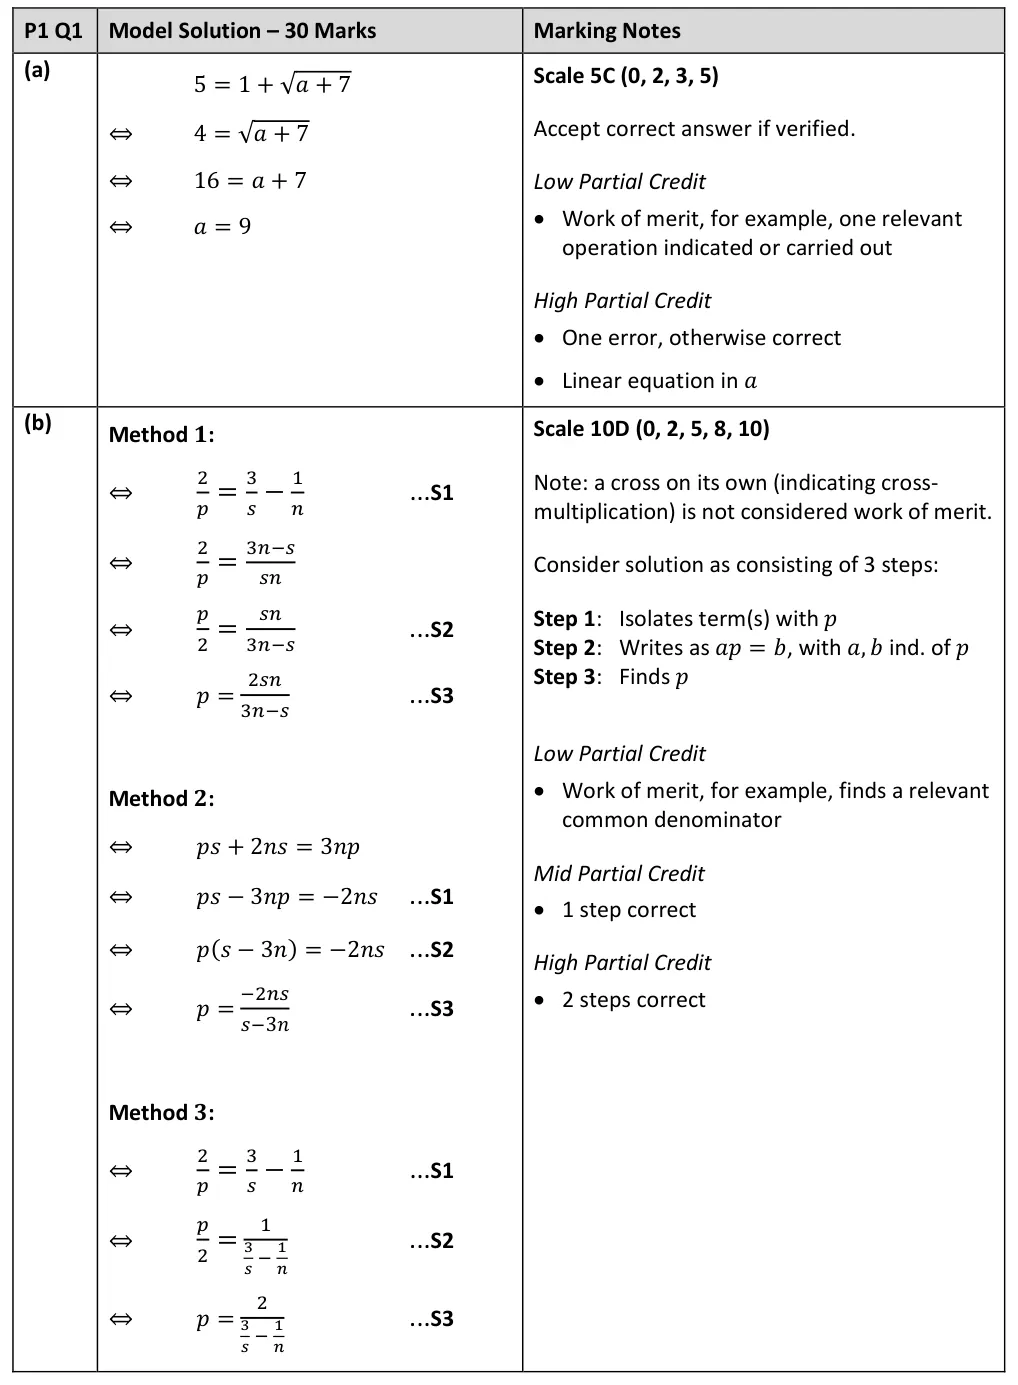 P1 Q1 Model Solution – 30 Marks Marking Notes
(a)
5 = 1 + √(a + 7)
⇔ 4 = √(a + 7)
⇔ 16 = a + 7
⇔ a = 9
Scale 5C (0, 2, 3, 5)
Accept correct answer if verified.
Low Partial Credit
• Work of merit, for example, one relevant
operation indicated or carried out
High Partial Credit
• One error, otherwise correct
• Linear equation in a
(b)
Method 1:
⇔ 2/p = 3/s − 1/n ...S1
⇔ 2/p = (3n−s)/(sn)
⇔ p/2 = sn/(3n−s) ...S2
⇔ p = 2sn/(3n−s) ...S3
Method 2:
⇔ ps + 2ns = 3np
⇔ ps − 3np = −2ns ...S1
⇔ p(s − 3n) = −2ns ...S2
⇔ p = −2ns/(s−3n) ...S3
Method 3:
⇔ 2/p = 3/s − 1/n ...S1
⇔ p/2 = 1/(3/s − 1/n) ...S2
⇔ p = 2/(3/s − 1/n) ...S3
Scale 10D (0, 2, 5, 8, 10)
Note: a cross on its own (indicating cross-
multiplication) is not considered work of merit.
Consider solution as consisting of 3 steps:
Step 1: Isolates term(s) with p
Step 2: Writes as ap = b, with a, b ind. of p
Step 3: Finds p
Low Partial Credit
• Work of merit, for example, finds a relevant
common denominator
Mid Partial Credit
• 1 step correct
High Partial Credit
• 2 steps correct